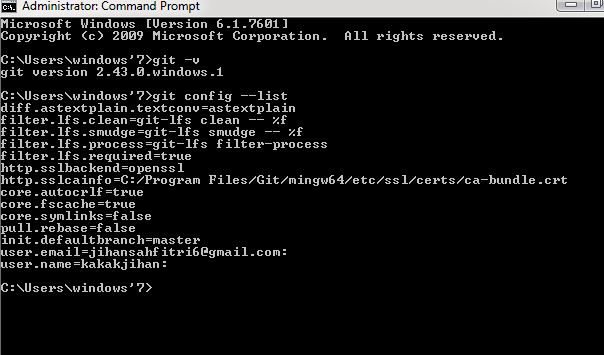 Administrator: Command Prompt
Microsoft Windows [Version 6.1.7601]
Copyright (c) 2009 Microsoft Corporation.  All rights reserved.
C:\Users\windows'7>git -v
git version 2.43.0.windows.1
C:\Users\windows'7>git config --list
diff.astextplain.textconv=astextplain
filter.lfs.clean=git-lfs clean -- %f
filter.lfs.smudge=git-lfs smudge -- %f
filter.lfs.process=git-lfs filter-process
filter.lfs.required=true
http.sslbackend=openssl
http.sslcainfo=C:/Program Files/Git/mingw64/etc/ssl/certs/ca-bundle.crt
core.autocrlf=true
core.fscache=true
core.symlinks=false
pull.rebase=false
init.defaultbranch=master
user.email=jihansahfitri6@gmail.com:
user.name=kakakjihan:
C:\Users\windows'7>